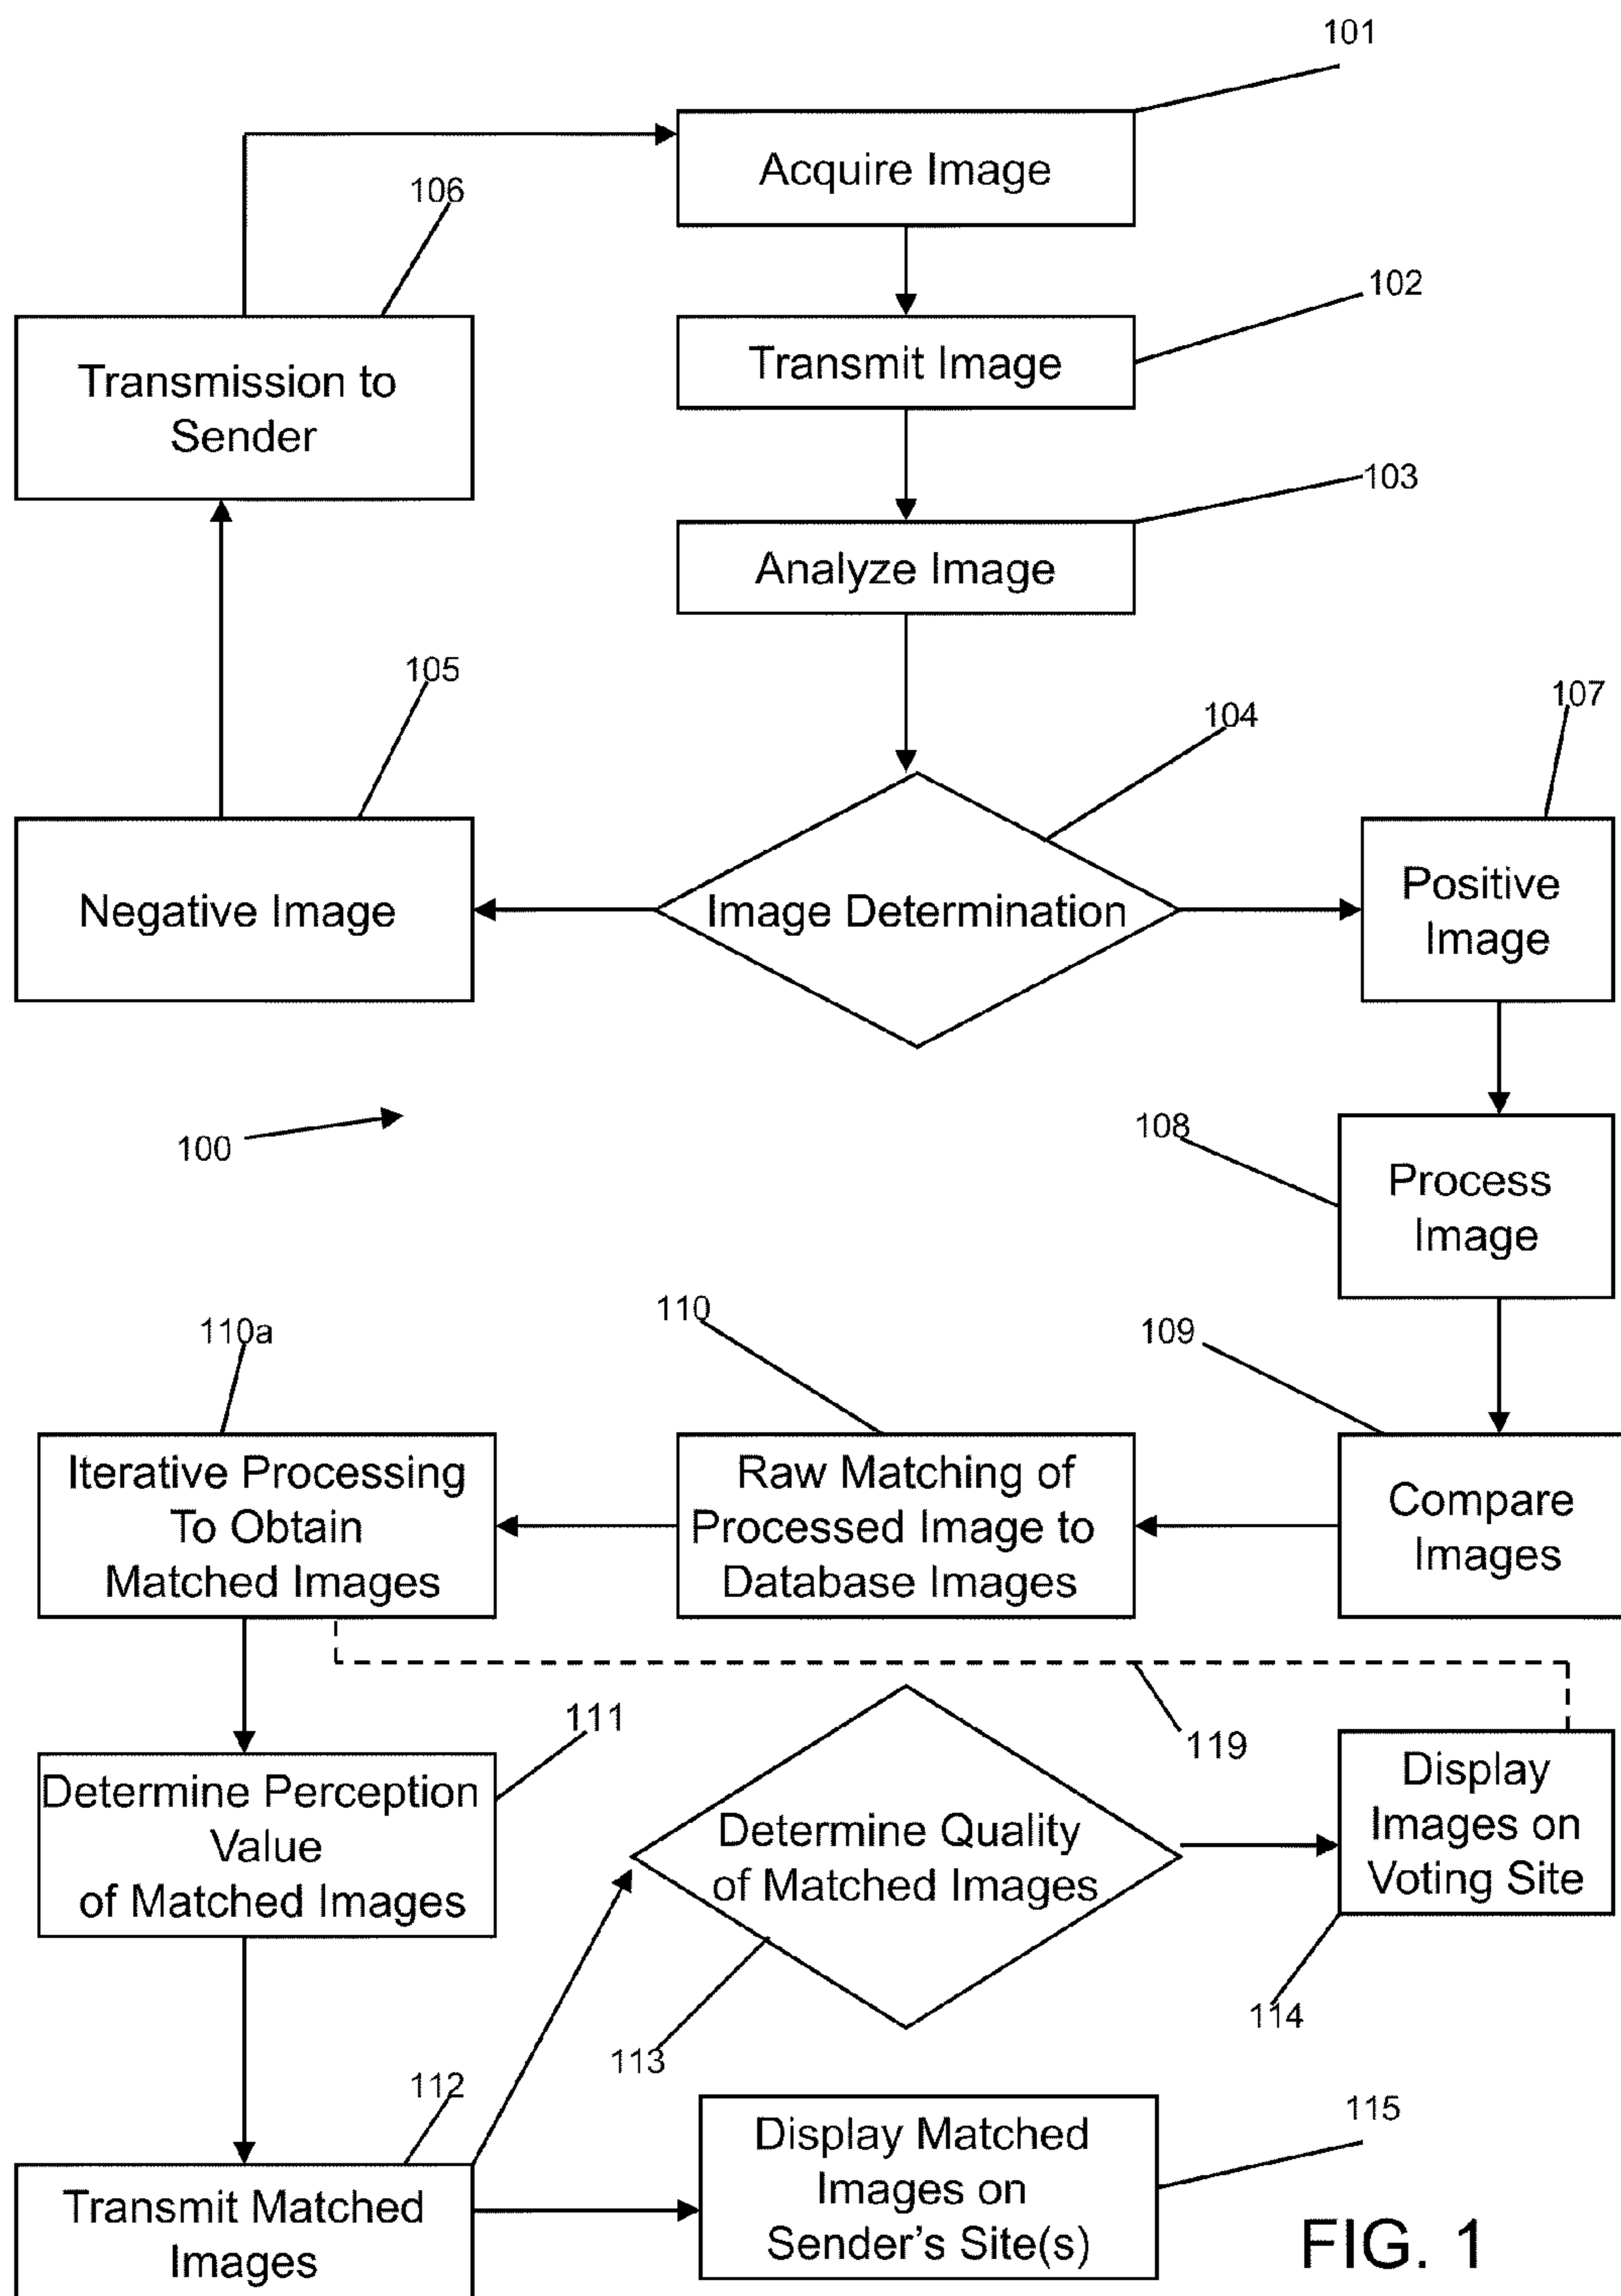 101
Acquire Image
106
102
Transmit Image
Transmission to
Sender
103
Analyze Image
105
107
104
Negative Image
Image Determination
Positive
Image
100
108
Process
Image
110a
110
109
Iterative Processing
To Obtain
Matched Images
Raw Matching of
Processed Image to
Database Images
Compare
Images
111
119
Determine Perception
Value
of Matched Images
Determine Quality
of Matched Images
Display
Images on
Voting Site
114
113
112
115
Transmit Matched
Images
Display Matched
Images on
Sender's Site(s)
FIG. 1